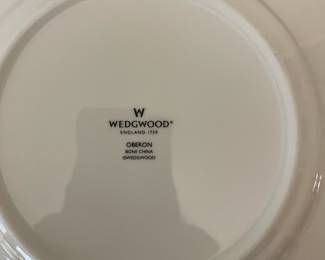 W
WEDGWOOD®
ENGLAND 1759
OBERON
BONE CHINA
©WEDGWOOD